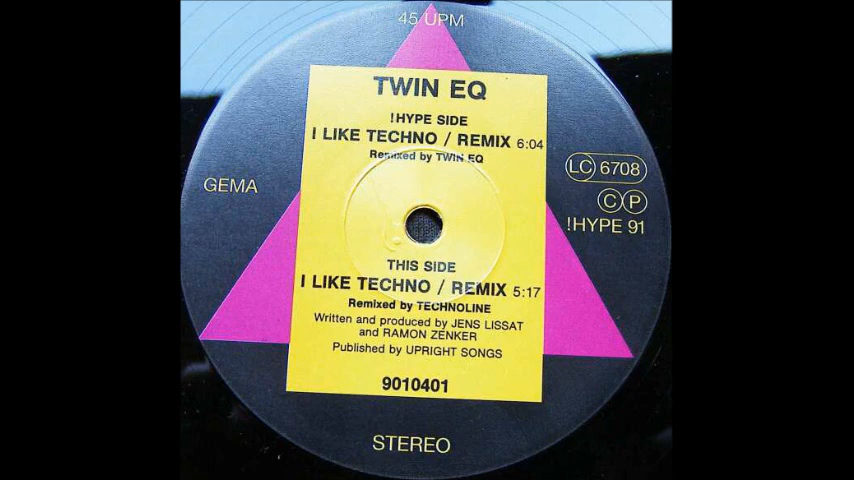 45 UPM
TWIN EQ
!HYPE SIDE
I LIKE TECHNO / REMIX 6:04
Remixed by TWIN EQ
LC 6708
GEMA
C P
!HYPE 91
THIS SIDE
I LIKE TECHNO / REMIX 5:17
Remixed by TECHNOLINE
Written and produced by JENS LISSAT
and RAMON ZENKER
Published by UPRIGHT SONGS
9010401
STEREO